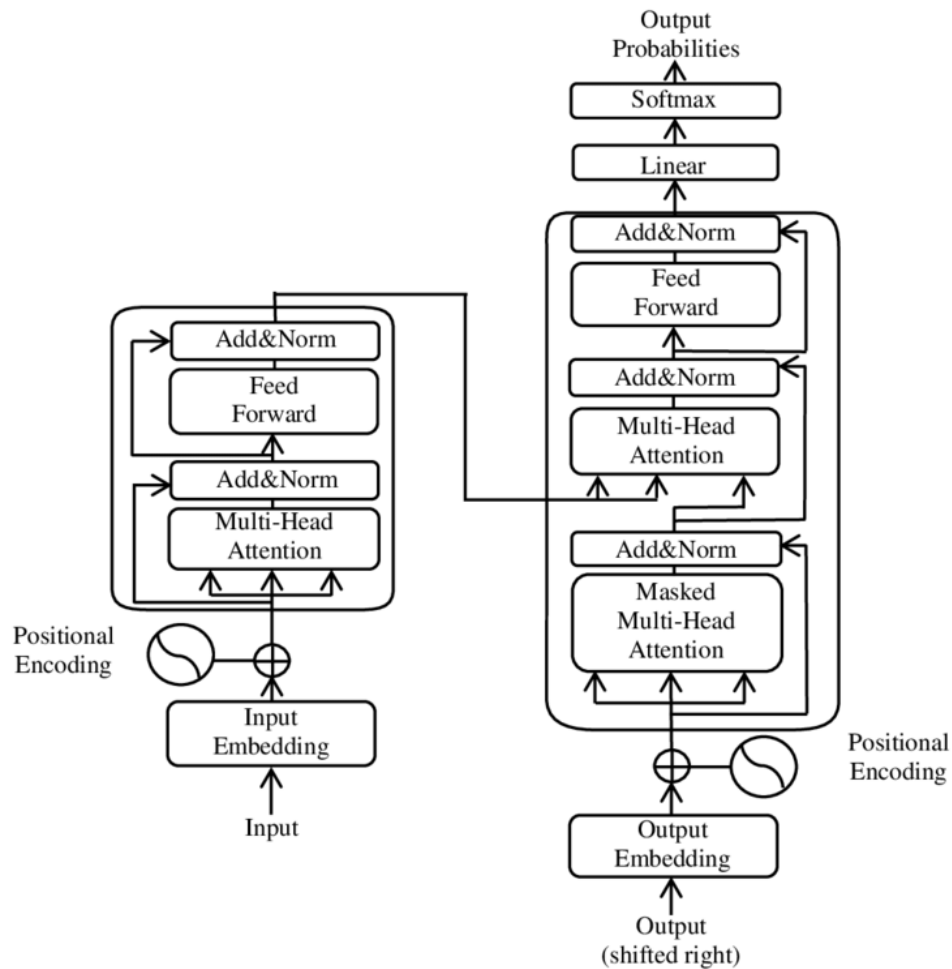 Output
Probabilities
Softmax
Linear
Add&Norm
Feed
Forward
Add&Norm
Multi-Head
Attention
Add&Norm
Masked
Multi-Head
Attention
Positional
Encoding
Output
Embedding
Output
(shifted right)
Add&Norm
Feed
Forward
Add&Norm
Multi-Head
Attention
Positional
Encoding
Input
Embedding
Input